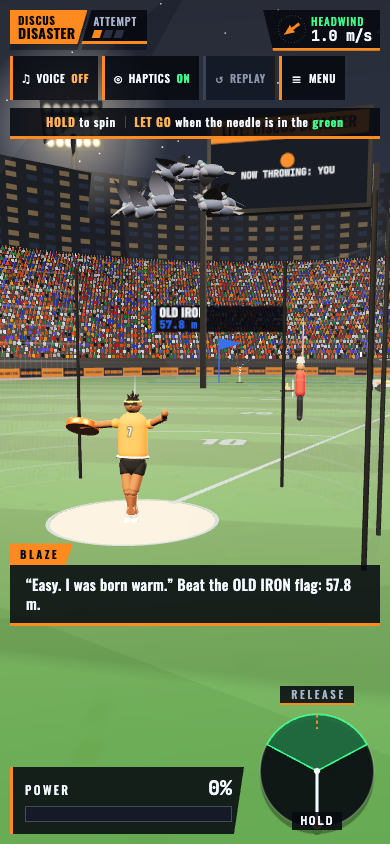 DISCUS
DISASTER
ATTEMPT
HEADWIND
1.0 m/s
♫ VOICE OFF
◎ HAPTICS ON
↺ REPLAY
≡ MENU
HOLD to spin | LET GO when the needle is in the green
NOW THROWING: YOU
OLD IRON
57.8 m
10
7
BLAZE
“Easy. I was born warm.” Beat the OLD IRON flag: 57.8
m.
RELEASE
POWER 0%
HOLD